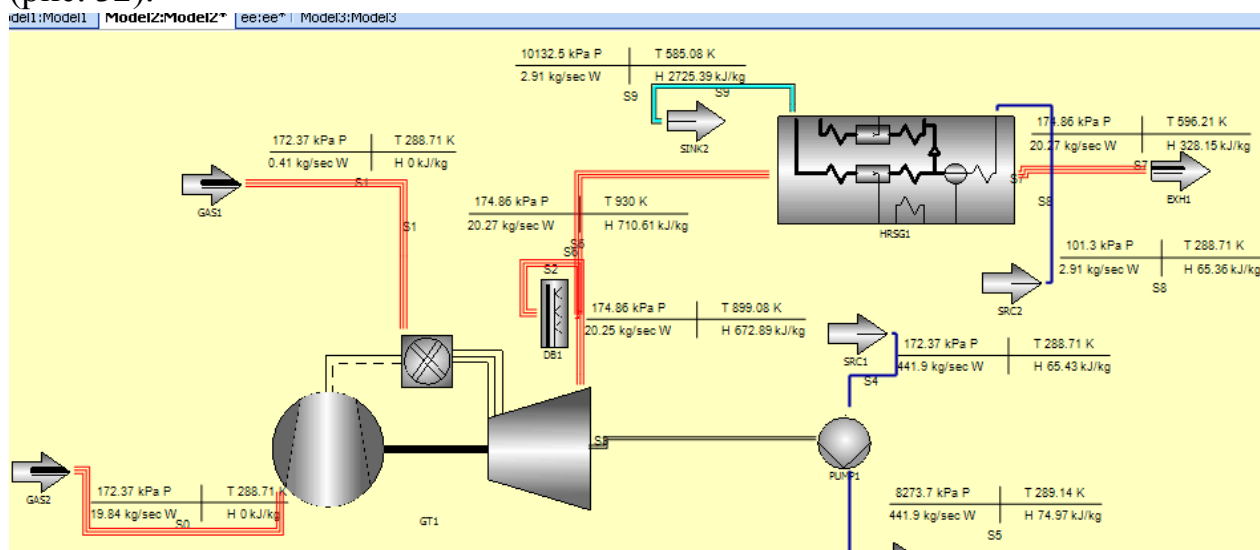 (рис. 32).
odel1:Model1 Model2:Model2* ee:ee* Model3:Model3
10132.5 kPa P T 585.08 K
2.91 kg/sec W H 2725.39 kJ/kg
S9
S9
SINK2
172.37 kPa P T 288.71 K
0.41 kg/sec W H 0 kJ/kg
S1
GAS1
S1
174.86 kPa P T 596.21 K
20.27 kg/sec W H 328.15 kJ/kg
S7
S7
EXH1
S8
HRSG1
174.86 kPa P T 930 K
20.27 kg/sec W H 710.61 kJ/kg
S6
S6
S2
DB1
101.3 kPa P T 288.71 K
2.91 kg/sec W H 65.36 kJ/kg
S8
SRC2
174.86 kPa P T 899.08 K
20.25 kg/sec W H 672.89 kJ/kg
SRC1
172.37 kPa P T 288.71 K
441.9 kg/sec W H 65.43 kJ/kg
S4
S3
PUMP1
GAS2
172.37 kPa P T 288.71 K
19.84 kg/sec W H 0 kJ/kg
S0
GT1
8273.7 kPa P T 289.14 K
441.9 kg/sec W H 74.97 kJ/kg
S5